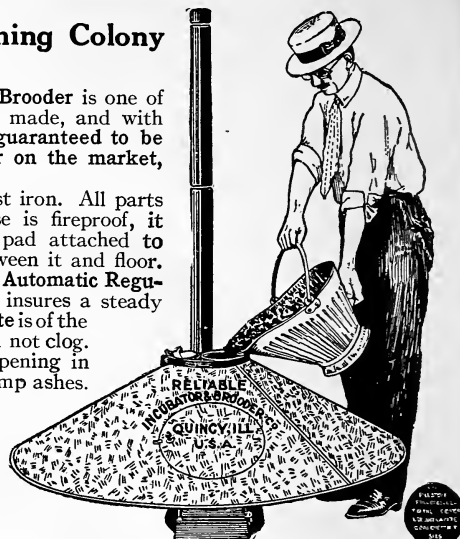 ning Colony
Brooder is one of
made, and with
guaranteed to be
on the market,
st iron. All parts
se is fireproof, it
pad attached to
ween it and floor.
Automatic Regu-
insures a steady
te is of the
not clog.
pening in
mp ashes.
RELIABLE
INCUBATOR & BROODER CO
QUINCY, ILL.
U.S.A.